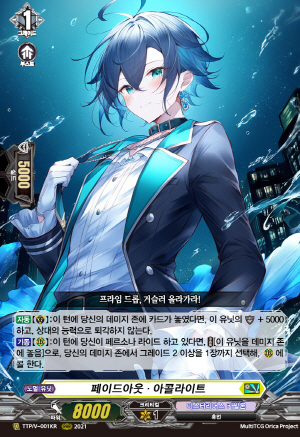 1
그레이드
부스트
5000
실드
프라임 드롭, 거슬러 올라가라!
자동【】:이 턴에 당신의 데미지 존에 카드가 놓였다면, 이 유닛의 + 5000
하고, 상대의 능력으로 퇴각하지 않는다.
기동【】:이 턴에 당신이 페르소나 라이드 하고 있다면, [이 유닛을 데미지 존
에 놓음]으로, 당신의 데미지 존에서 그레이드 2 이상을 1장까지 선택해,
콜 한다.
노멀 유닛
페이드아웃 · 아콜라이트
파워
8000
크리티컬
1
휴먼
TTP/V-001KR
2021
MultiTCG Orica Project